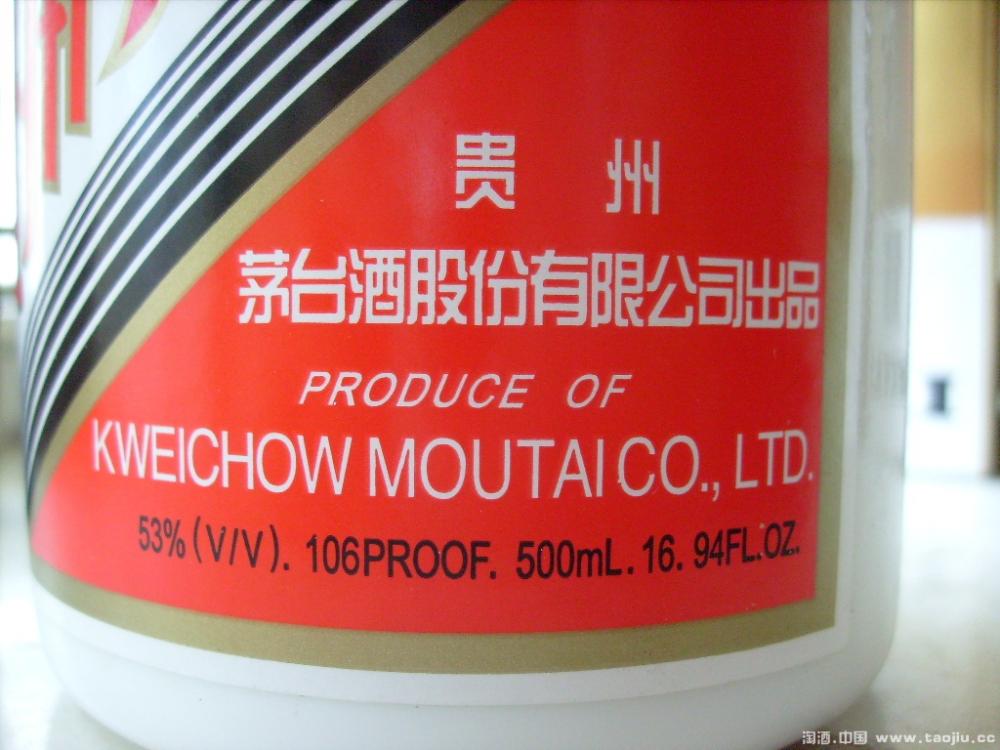 贵州
茅台酒股份有限公司出品
PRODUCE OF
KWEICHOW MOUTAI CO., LTD.
53% (V/V). 106PROOF. 500mL. 16. 94FL.OZ.
淘酒.中国 www.taojiu.cc